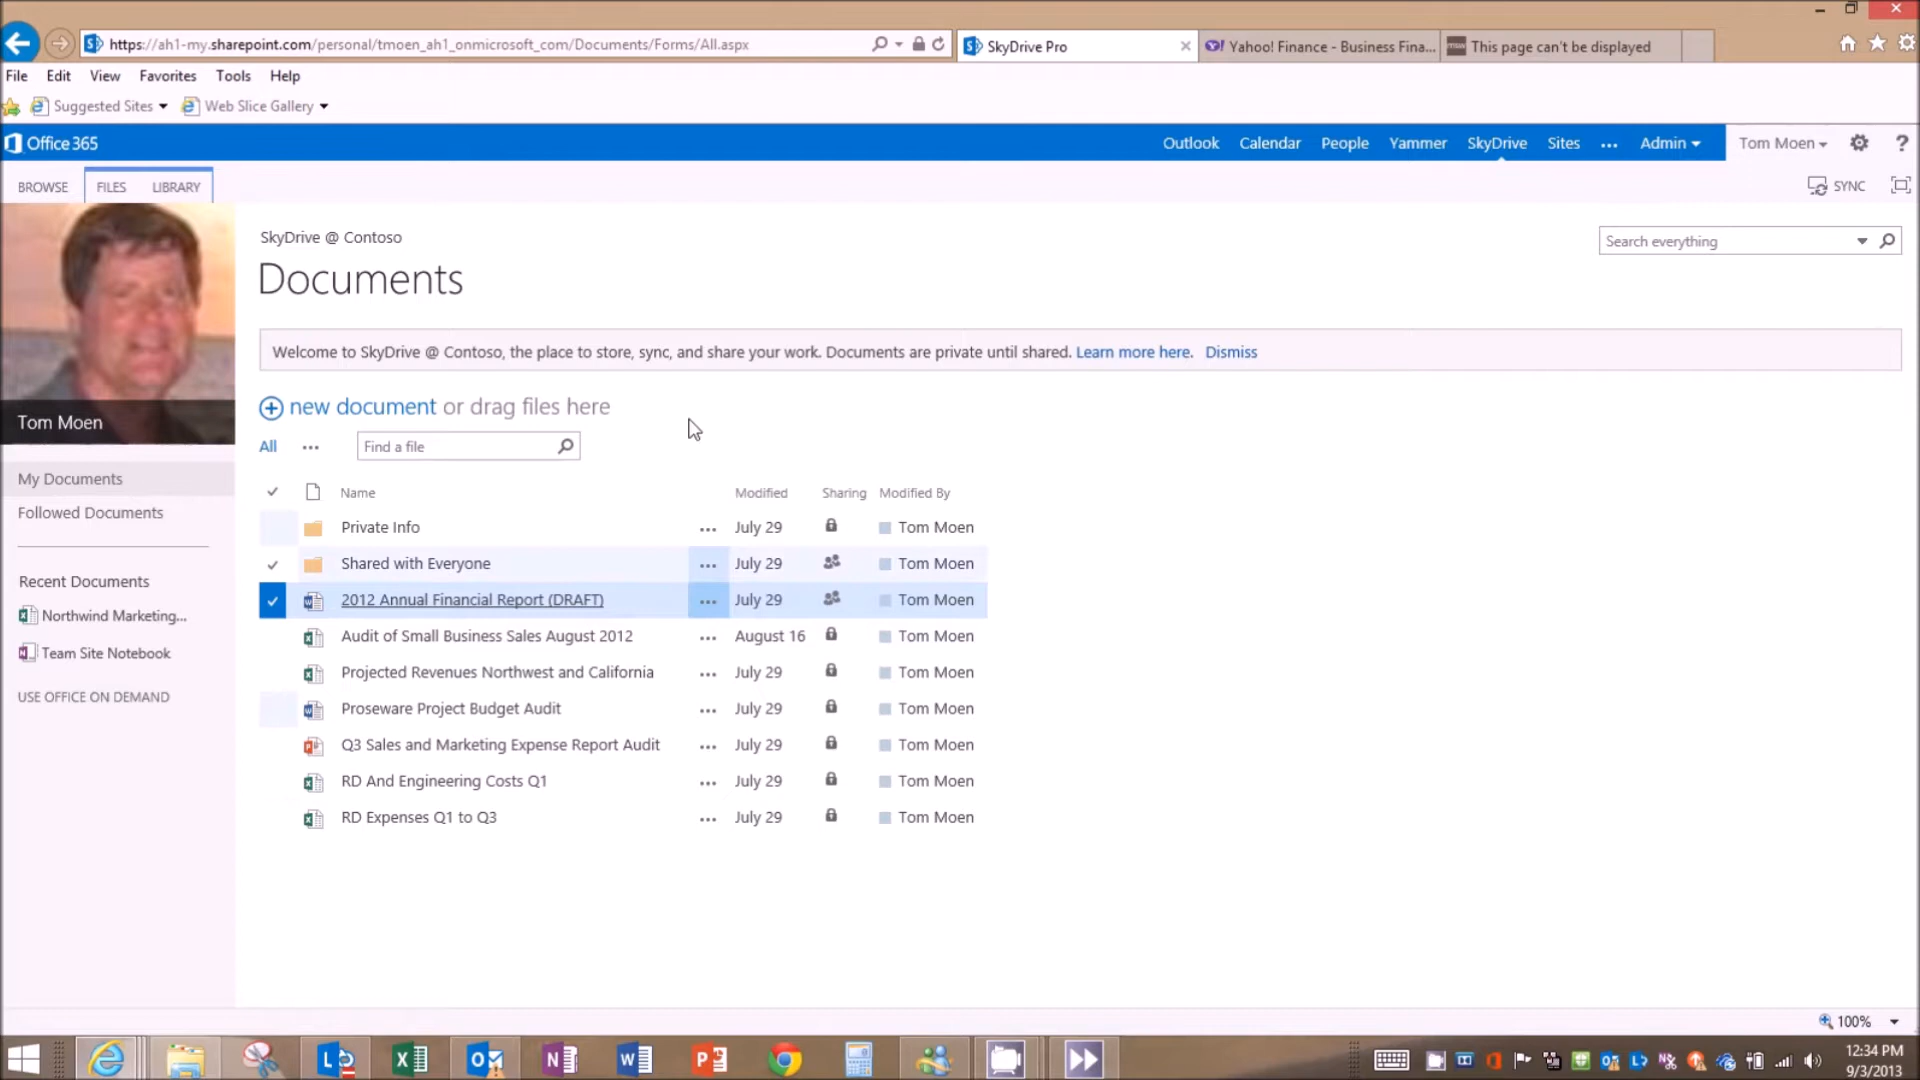 https://ah1-my.sharepoint.com/personal/tmoen_ah1_onmicrosoft_com/Documents/Forms/All.aspx
SkyDrive Pro
Yahoo! Finance - Business Fina...
This page can't be displayed
File Edit View Favorites Tools Help
Suggested Sites
Web Slice Gallery
Office 365
Outlook Calendar People Yammer SkyDrive Sites ... Admin
Tom Moen
?
BROWSE FILES LIBRARY
SYNC
SkyDrive @ Contoso
Search everything
Documents
Welcome to SkyDrive @ Contoso, the place to store, sync, and share your work. Documents are private until shared. Learn more here. Dismiss
new document or drag files here
Tom Moen
All ... Find a file
My Documents
Followed Documents
Recent Documents
Northwind Marketing...
Team Site Notebook
USE OFFICE ON DEMAND
Name Modified Sharing Modified By
Private Info ... July 29 Tom Moen
Shared with Everyone ... July 29 Tom Moen
2012 Annual Financial Report (DRAFT) ... July 29 Tom Moen
Audit of Small Business Sales August 2012 ... August 16 Tom Moen
Projected Revenues Northwest and California ... July 29 Tom Moen
Proseware Project Budget Audit ... July 29 Tom Moen
Q3 Sales and Marketing Expense Report Audit ... July 29 Tom Moen
RD And Engineering Costs Q1 ... July 29 Tom Moen
RD Expenses Q1 to Q3 ... July 29 Tom Moen
100%
12:34 PM
9/3/2013